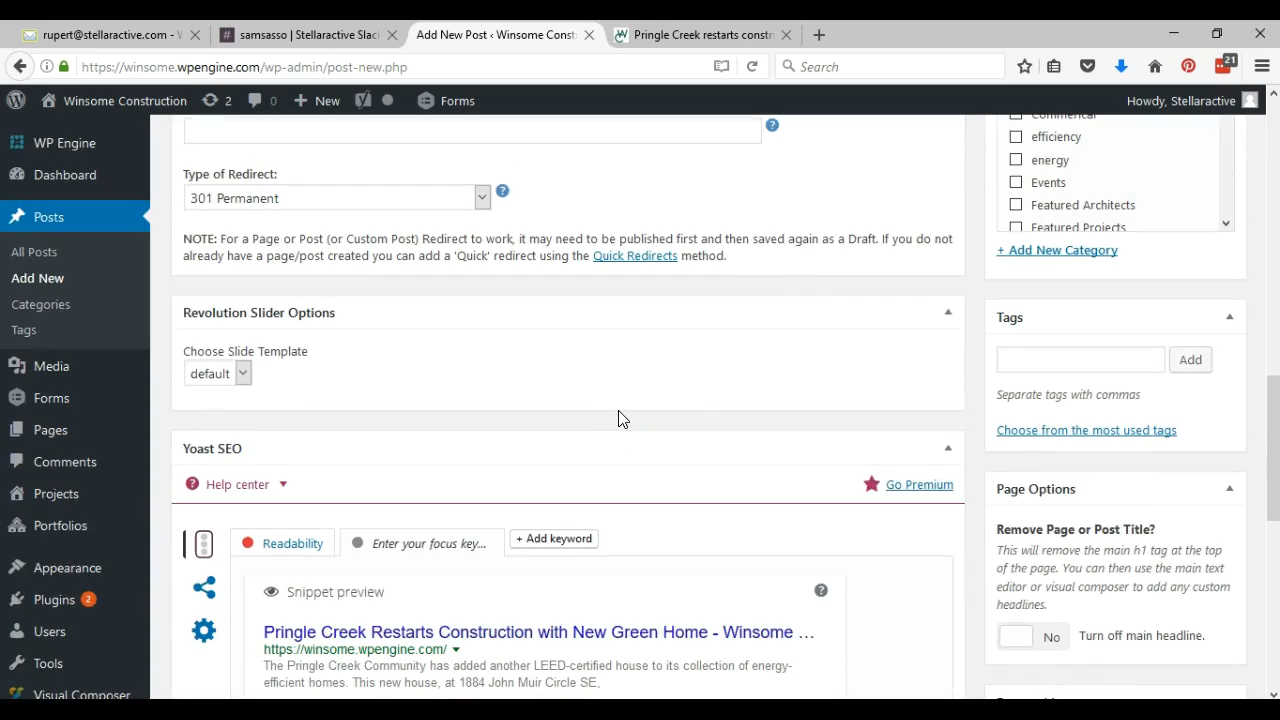 rupert@stellaractive.com - W
samsasso | Stellaractive Slac
Add New Post ‹ Winsome Const
Pringle Creek restarts constr
https://winsome.wpengine.com/wp-admin/post-new.php
Search
21
Winsome Construction
2
0
New
Forms
Howdy, Stellaractive
WP Engine
Dashboard
Posts
All Posts
Add New
Categories
Tags
Media
Forms
Pages
Comments
Projects
Portfolios
Appearance
Plugins 2
Users
Tools
Visual Composer
Type of Redirect:
301 Permanent
NOTE: For a Page or Post (or Custom Post) Redirect to work, it may need to be published first and then saved again as a Draft. If you do not
already have a page/post created you can add a 'Quick' redirect using the Quick Redirects method.
Revolution Slider Options
Choose Slide Template
default
Yoast SEO
Help center
Go Premium
Readability
Enter your focus key...
+ Add keyword
Snippet preview
Pringle Creek Restarts Construction with New Green Home - Winsome ...
https://winsome.wpengine.com/
The Pringle Creek Community has added another LEED-certified house to its collection of energy-
efficient homes. This new house, at 1884 John Muir Circle SE,
Commerical
efficiency
energy
Events
Featured Architects
Featured Projects
+ Add New Category
Tags
Add
Separate tags with commas
Choose from the most used tags
Page Options
Remove Page or Post Title?
This will remove the main h1 tag at the top
of the page. You can then use the main text
editor or visual composer to add any custom
headlines.
No
Turn off main headline.